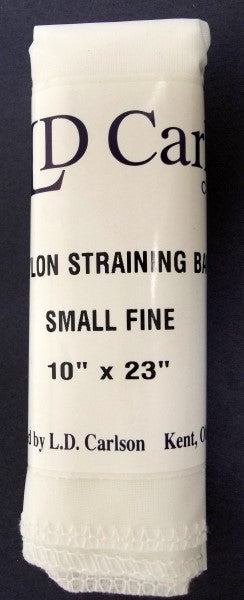 LD Carl
C
LON STRAINING BA
SMALL FINE
10" x 23"
d by L.D. Carlson Kent, O